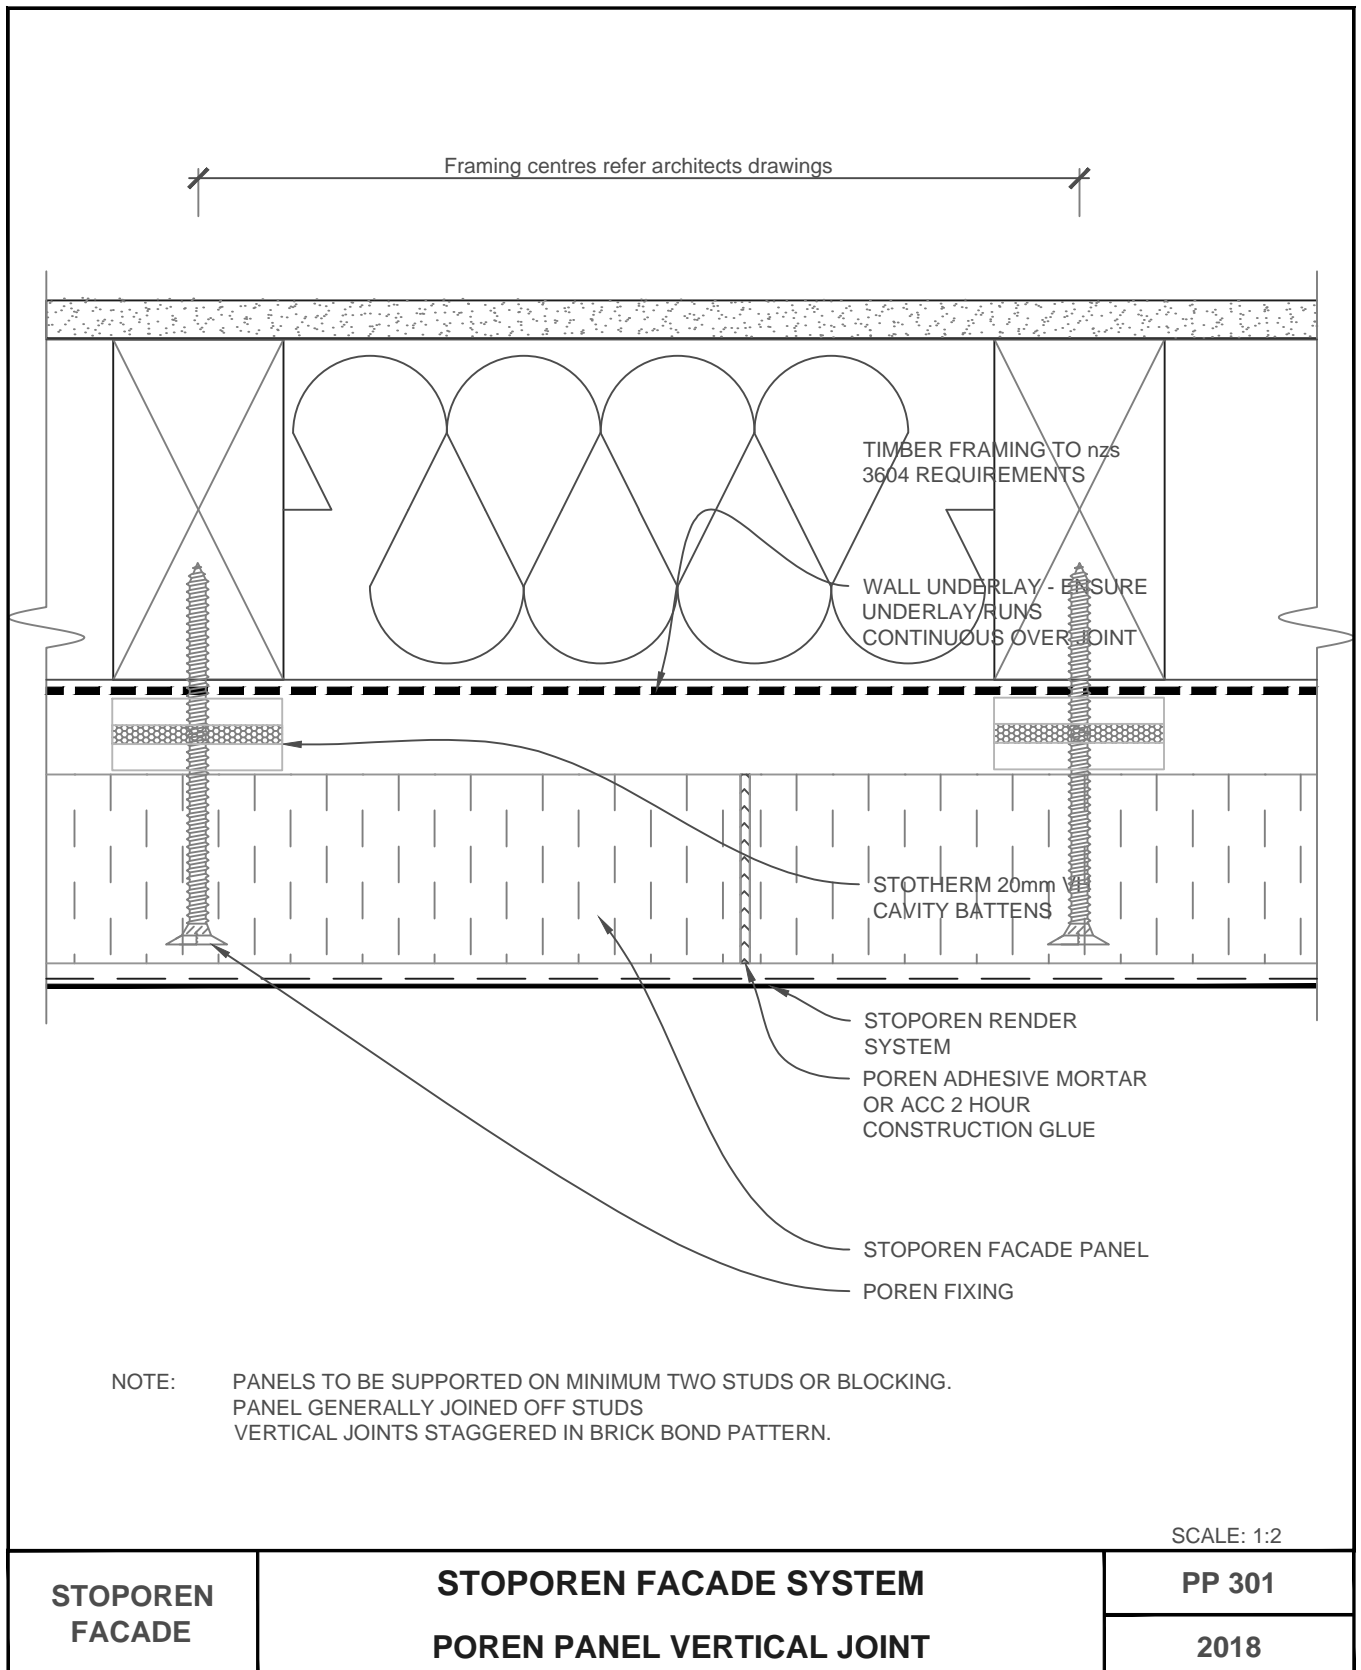 Framing centres refer architects drawings
TIMBER FRAMING TO nzs
3604 REQUIREMENTS
WALL UNDERLAY - ENSURE
UNDERLAY RUNS
CONTINUOUS OVER JOINT
STOTHERM 20mm VH
CAVITY BATTENS
STOPOREN RENDER
SYSTEM
POREN ADHESIVE MORTAR
OR ACC 2 HOUR
CONSTRUCTION GLUE
STOPOREN FACADE PANEL
POREN FIXING
NOTE: PANELS TO BE SUPPORTED ON MINIMUM TWO STUDS OR BLOCKING.
PANEL GENERALLY JOINED OFF STUDS
VERTICAL JOINTS STAGGERED IN BRICK BOND PATTERN.
SCALE: 1:2
STOPOREN
FACADE
STOPOREN FACADE SYSTEM
POREN PANEL VERTICAL JOINT
PP 301
2018